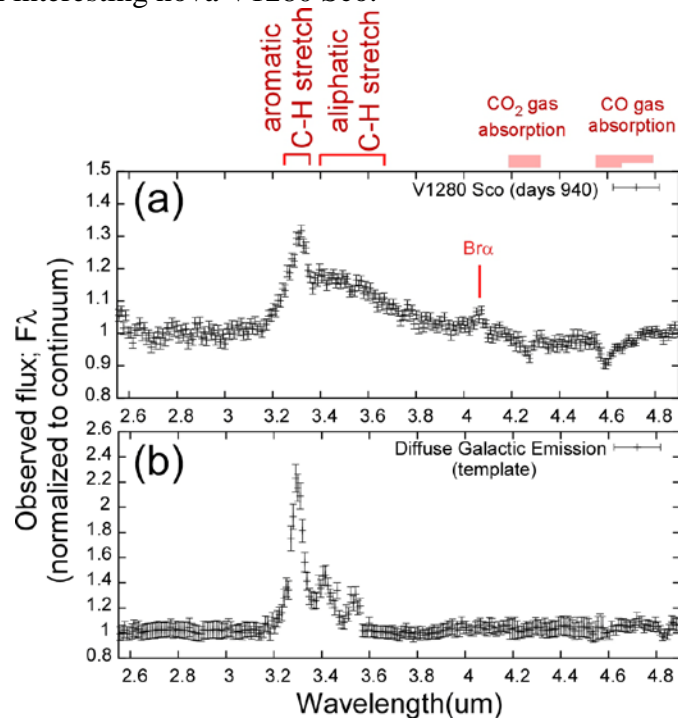 n interesting nova V1280 Sco.
aromatic
C-H stretch
aliphatic
C-H stretch
CO2 gas
absorption
CO gas
absorption
1.5
1.4
1.3
1.2
1.1
1
0.9
0.8
(a)
V1280 Sco (days 940)
Brα
2.6 2.8 3 3.2 3.4 3.6 3.8 4 4.2 4.4 4.6 4.8
Observed flux; Fλ
(normalized to continuum)
2.6
2.4
2.2
2
1.8
1.6
1.4
1.2
1
0.8
(b)
Diffuse Galactic Emission
(template)
2.6 2.8 3 3.2 3.4 3.6 3.8 4 4.2 4.4 4.6 4.8
Wavelength(um)